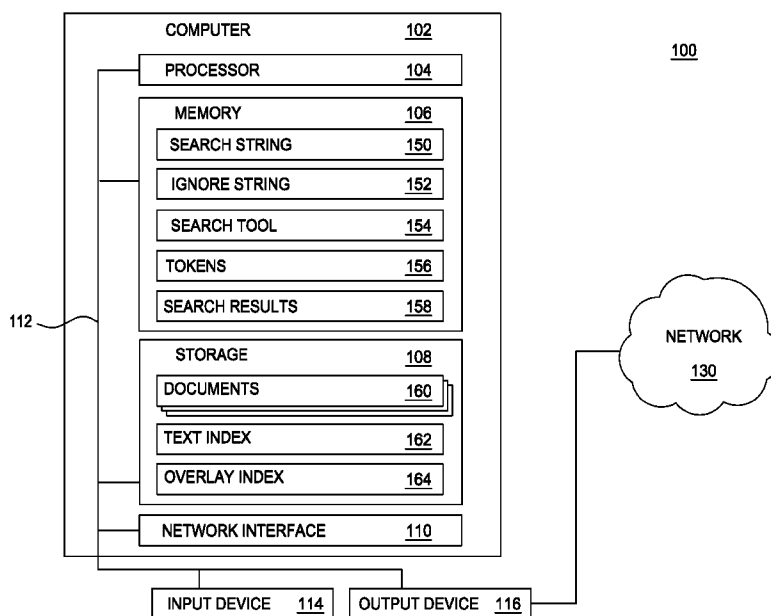 COMPUTER 102
100
PROCESSOR 104
MEMORY 106
SEARCH STRING 150
IGNORE STRING 152
SEARCH TOOL 154
TOKENS 156
SEARCH RESULTS 158
112
STORAGE 108
DOCUMENTS 160
TEXT INDEX 162
OVERLAY INDEX 164
NETWORK INTERFACE 110
NETWORK
130
INPUT DEVICE 114
OUTPUT DEVICE 116